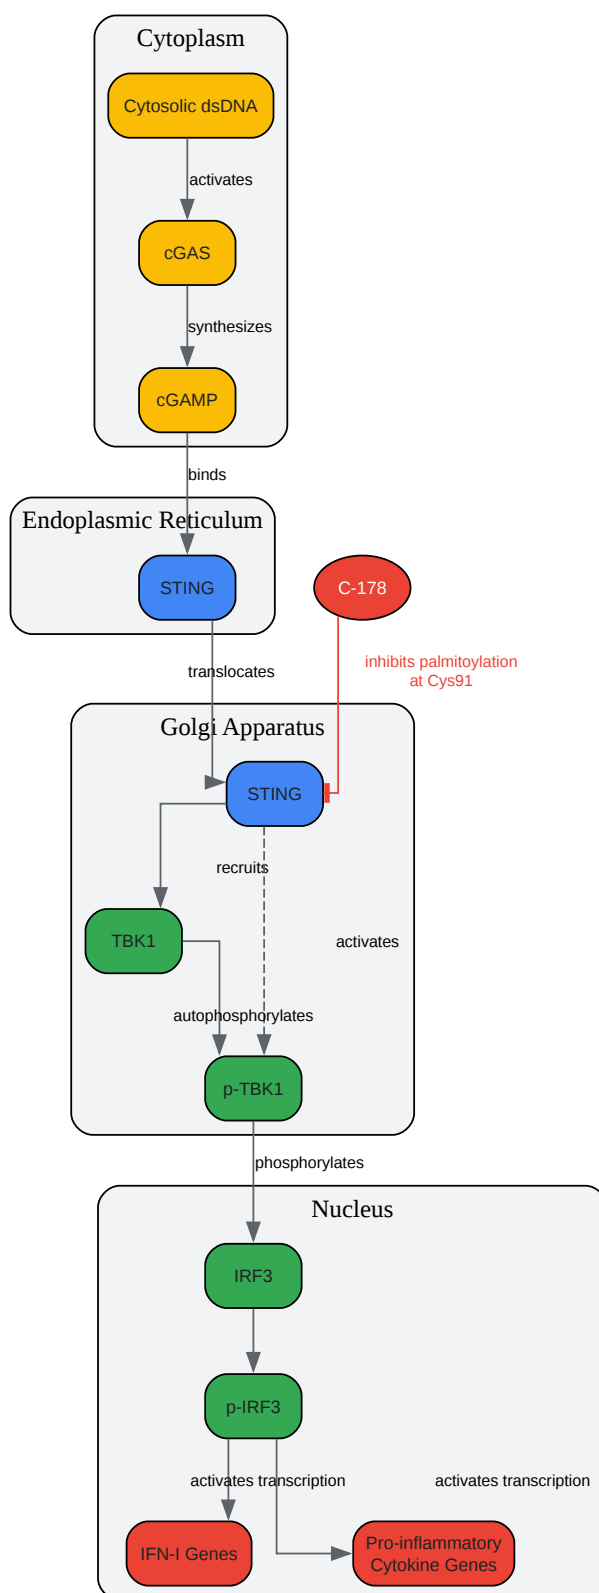 Cytoplasm
Cytosolic dsDNA
activates
cGAS
synthesizes
cGAMP
binds
Endoplasmic Reticulum
STING
C-178
translocates
inhibits palmitoylation
at Cys91
Golgi Apparatus
STING
recruits
TBK1
activates
autophosphorylates
p-TBK1
phosphorylates
Nucleus
IRF3
p-IRF3
activates transcription
activates transcription
IFN-I Genes
Pro-inflammatory
Cytokine Genes